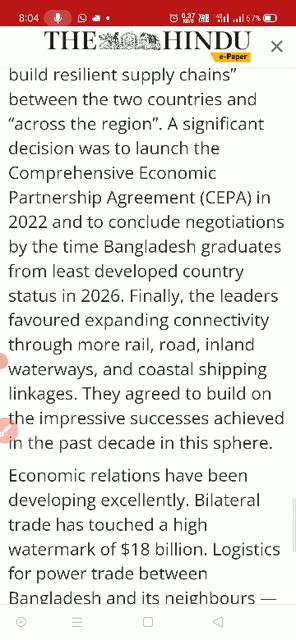 8:04
0.37 KB/S
57%
THE HINDU
e-Paper
build resilient supply chains”
between the two countries and
“across the region”. A significant
decision was to launch the
Comprehensive Economic
Partnership Agreement (CEPA) in
2022 and to conclude negotiations
by the time Bangladesh graduates
from least developed country
status in 2026. Finally, the leaders
favoured expanding connectivity
through more rail, road, inland
waterways, and coastal shipping
linkages. They agreed to build on
the impressive successes achieved
in the past decade in this sphere.
Economic relations have been
developing excellently. Bilateral
trade has touched a high
watermark of $18 billion. Logistics
for power trade between
Bangladesh and its neighbours —